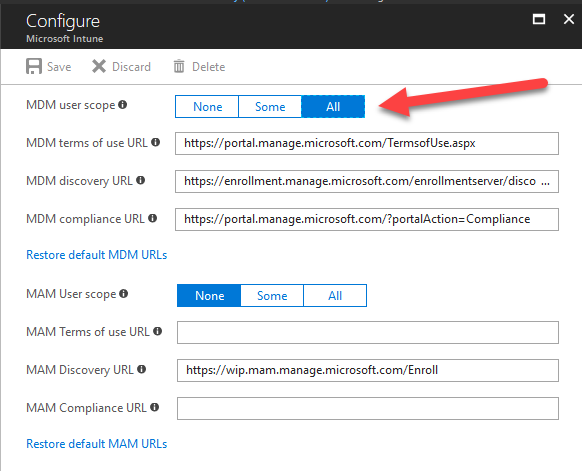 Configure
Microsoft Intune
Save Discard Delete
MDM user scope None Some All
MDM terms of use URL https://portal.manage.microsoft.com/TermsofUse.aspx
MDM discovery URL https://enrollment.manage.microsoft.com/enrollmentserver/disco ...
MDM compliance URL https://portal.manage.microsoft.com/?portalAction=Compliance
Restore default MDM URLs
MAM User scope None Some All
MAM Terms of use URL
MAM Discovery URL https://wip.mam.manage.microsoft.com/Enroll
MAM Compliance URL
Restore default MAM URLs